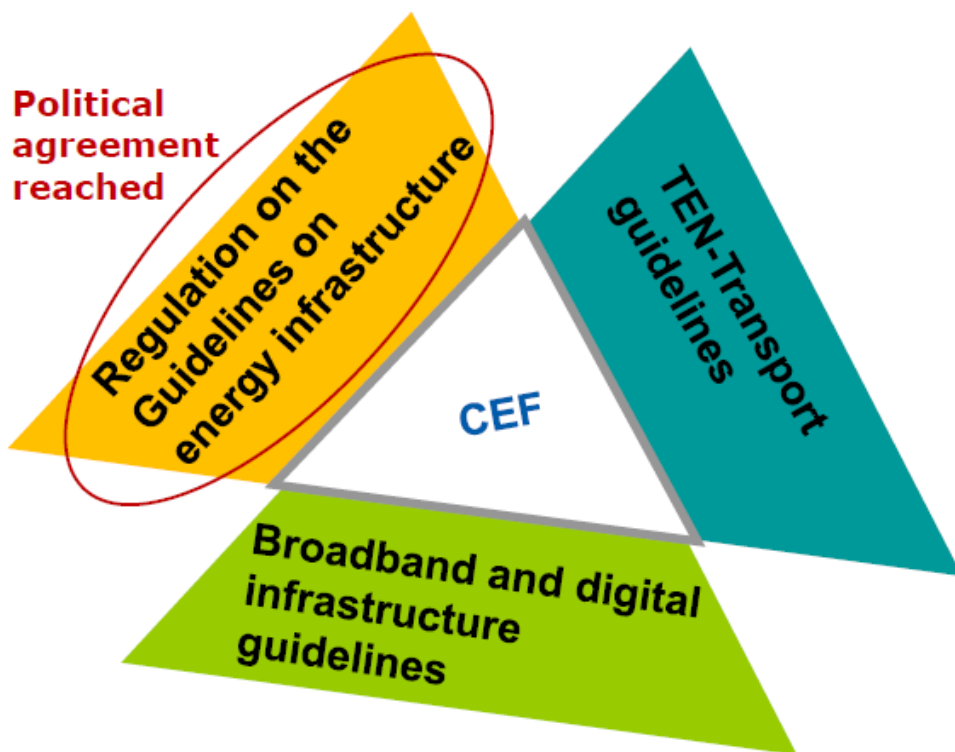 Political
agreement
reached
Regulation on the
Guidelines on
energy infrastructure
TEN-Transport
guidelines
CEF
Broadband and digital
infrastructure
guidelines